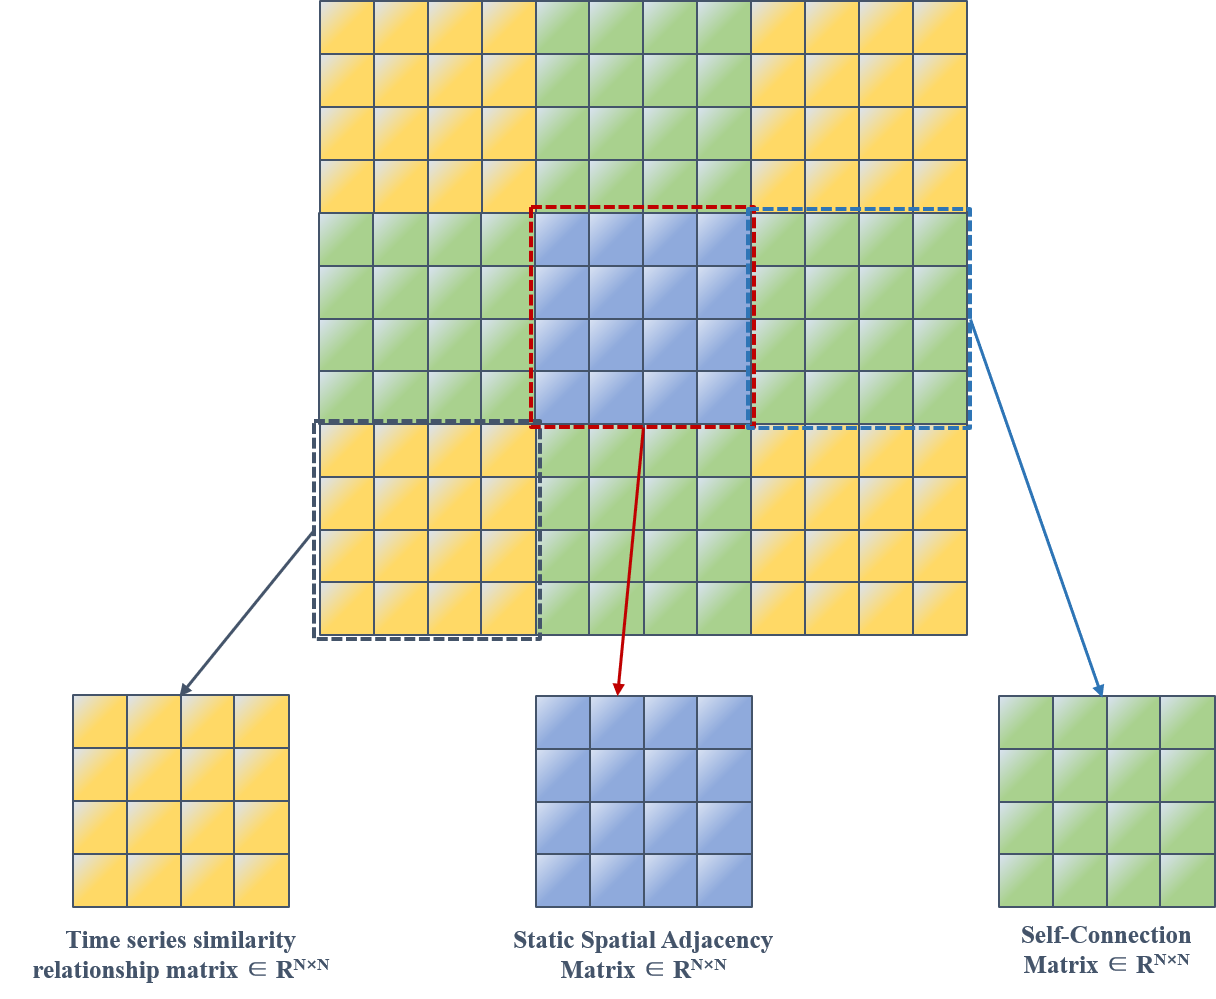 Time series similarity
relationship matrix ∈ R^{N×N}
Static Spatial Adjacency
Matrix ∈ R^{N×N}
Self-Connection
Matrix ∈ R^{N×N}